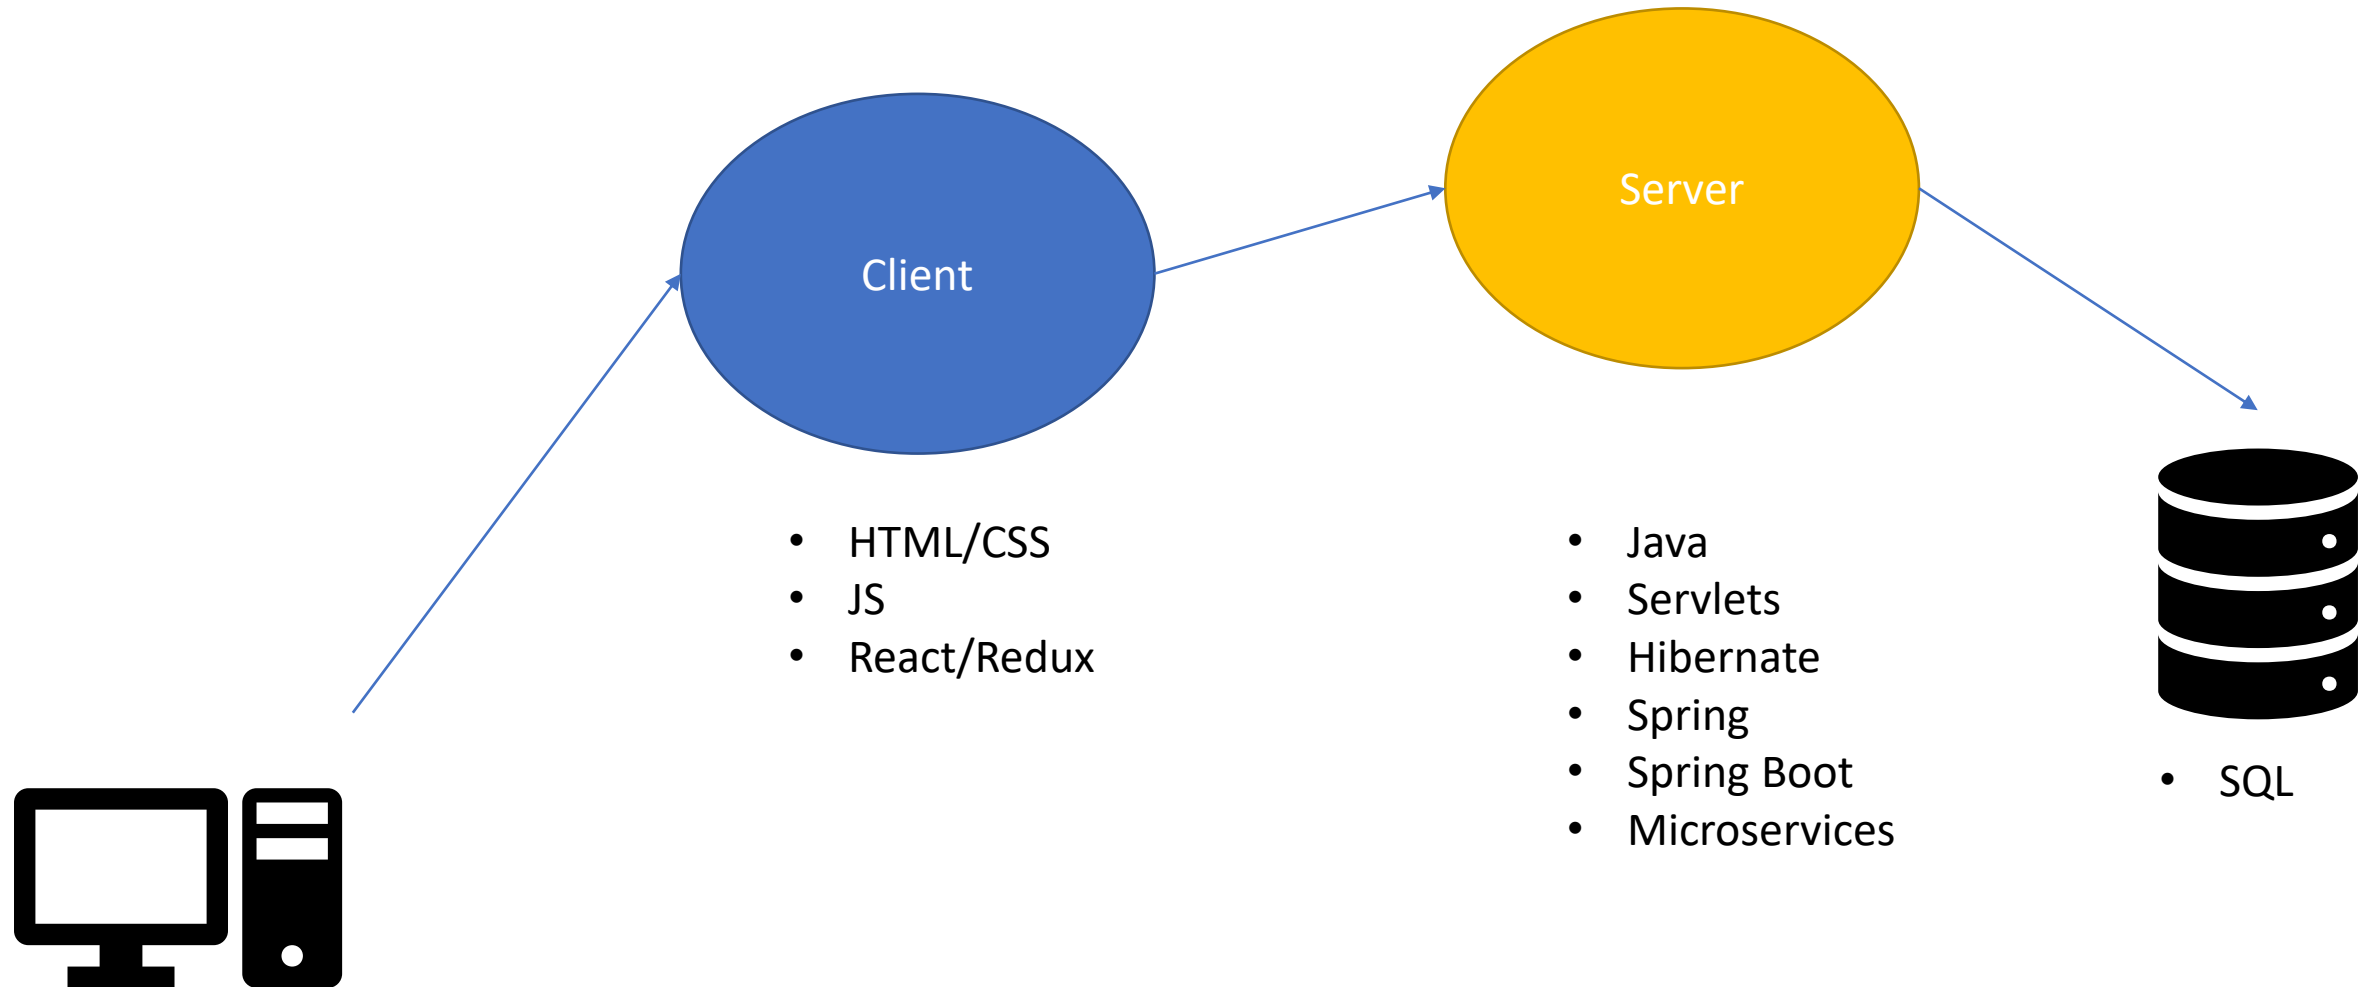 Client
Server
• HTML/CSS
• JS
• React/Redux
• Java
• Servlets
• Hibernate
• Spring
• Spring Boot
• Microservices
• SQL